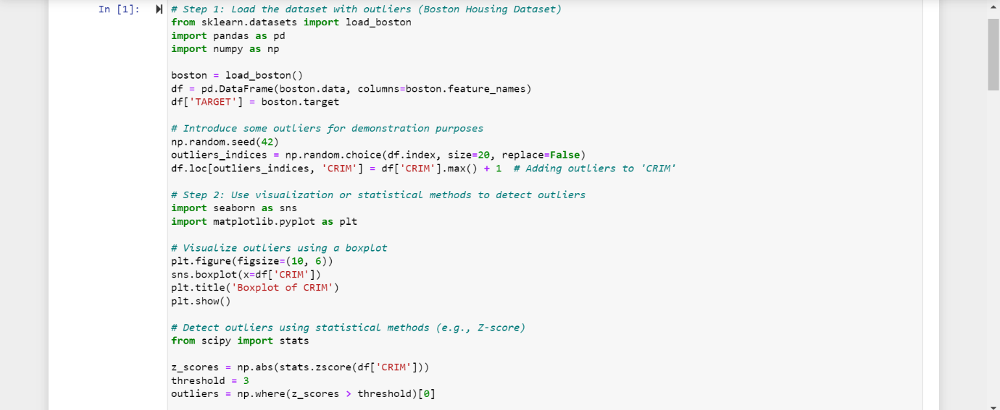 In [1]:
# Step 1: Load the dataset with outliers (Boston Housing Dataset)
from sklearn.datasets import load_boston
import pandas as pd
import numpy as np
boston = load_boston()
df = pd.DataFrame(boston.data, columns=boston.feature_names)
df['TARGET'] = boston.target
# Introduce some outliers for demonstration purposes
np.random.seed(42)
outliers_indices = np.random.choice(df.index, size=20, replace=False)
df.loc[outliers_indices, 'CRIM'] = df['CRIM'].max() + 1  # Adding outliers to 'CRIM'
# Step 2: Use visualization or statistical methods to detect outliers
import seaborn as sns
import matplotlib.pyplot as plt
# Visualize outliers using a boxplot
plt.figure(figsize=(10, 6))
sns.boxplot(x=df['CRIM'])
plt.title('Boxplot of CRIM')
plt.show()
# Detect outliers using statistical methods (e.g., Z-score)
from scipy import stats
z_scores = np.abs(stats.zscore(df['CRIM']))
threshold = 3
outliers = np.where(z_scores > threshold)[0]